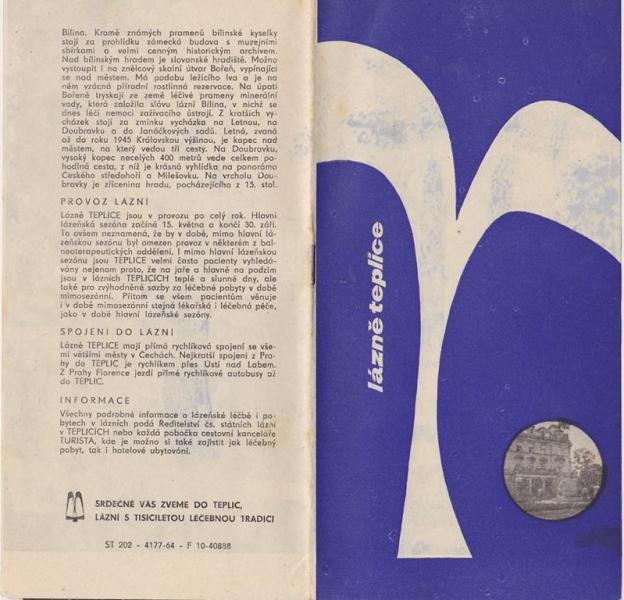 Bílina. Kromě známých pramenů bílinské kyselky
stojí za prohlídku zámecká budova s muzejními
sbírkami a velmi cenným historickým archivem.
Nad bílinským hradem je slovanské hradiště. Možno
vystoupit i na znělcový skalní útvar Bořeň, vypínající
se nad městem. Má podobu ležícího lva a je na
něm vzácná přírodní rostlinná reservace. Na úpatí
Bořeně tryskají ze země léčivé prameny minerální
vody, která založila slávu lázní Bílina, v nichž se
dnes léčí nemoci zažívacího ústrojí. Z kratších vy-
cházek stojí za zmínku vycházka na Letnou, na
Doubravku a do Janáčkových sadů. Letná, zvaná
až do roku 1945 Královskou výšinou, je kopec nad
městem, na který vedou tři cesty. Na Doubravku,
vysoký kopec necelých 400 metrů vede celkem po-
hodlná cesta, z níž je krásná vyhlídka na panoráma
Českého středohoří a Milešovku. Na vrcholu Dou-
bravky je zřícenina hradu, pocházejícího z 15. stol.
PROVOZ LÁZNÍ
Lázně TEPLICE jsou v provozu po celý rok. Hlavní
lázeňská sezóna začíná 15. května a končí 30. září.
To ovšem neznamená, že by v době, mimo hlavní lá-
zeňskou sezónu byl omezen provoz v některém z bal-
neoterapeutických oddělení. I mimo hlavní lázeňskou
sezónu jsou TEPLICE velmi často pacienty vyhledá-
vány nejenom proto, že na jaře a hlavně na podzim
jsou v lázních TEPLICÍCH teplé a slunné dny, ale
také pro zvýhodněné sazby za léčebné pobyty v době
mimosezónní. Přitom se všem pacientům věnuje
i v době mimosezónní stejná lékařská i léčebná péče,
jako v době hlavní lázeňské sezóny.
SPOJENÍ DO LÁZNÍ
Lázně TEPLICE mají přímá rychlíková spojení se vše-
mi většími městy v Čechách. Nejkratší spojení z Pra-
hy do TEPLIC je rychlíkem přes Ústí nad Labem.
Z Prahy Florence jezdí přímé rychlíkové autobusy až
do TEPLIC.
INFORMACE
Všechny podrobné informace o lázeňské léčbě i po-
bytech v lázních podá Ředitelství čs. státních lázní
v TEPLICÍCH nebo každá pobočka cestovní kanceláře
TURISTA, kde je možno si také zajistit jak léčebný
pobyt, tak i hotelové ubytování.
SRDEČNĚ VÁS ZVEME DO TEPLIC,
LÁZNÍ S TISÍCILETOU LÉČEBNOU TRADICÍ
ST 202 - 4177-64 - F 10-40888
lázně teplice